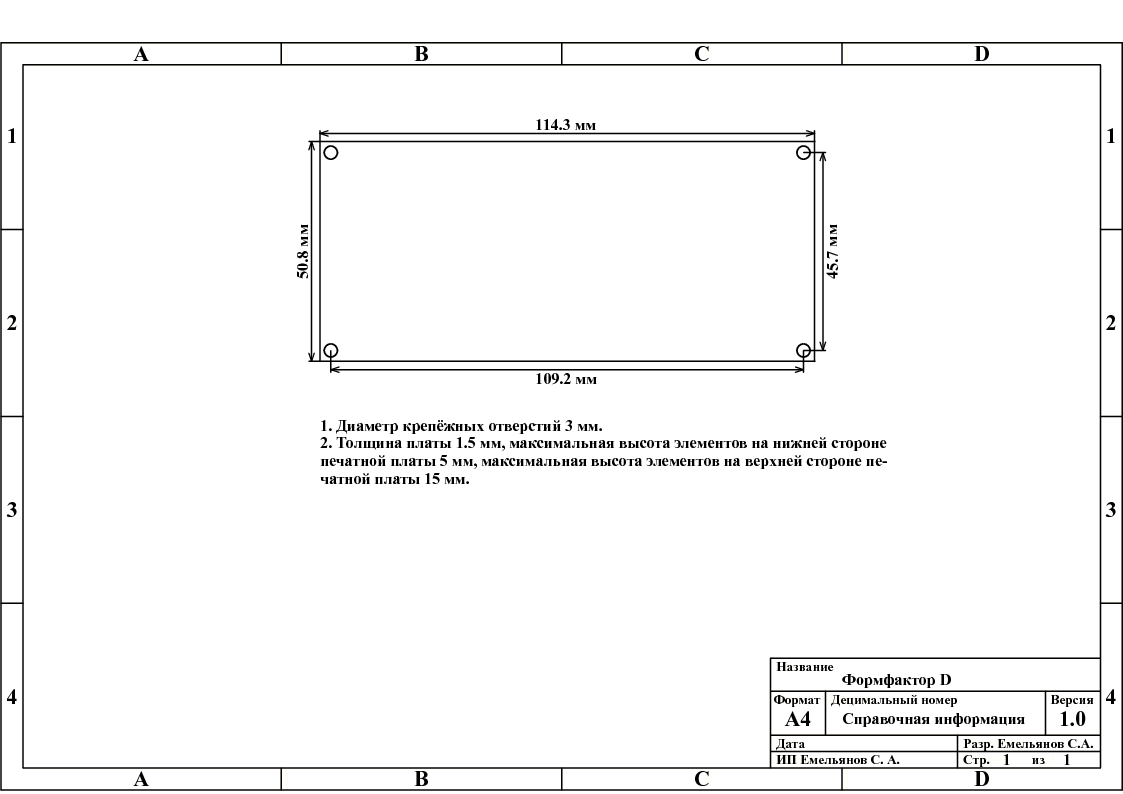 A B C D
1 1
114.3 мм
50.8 мм
45.7 мм
2 2
109.2 мм
1. Диаметр крепёжных отверстий 3 мм.
2. Толщина платы 1.5 мм, максимальная высота элементов на нижней стороне
печатной платы 5 мм, максимальная высота элементов на верхней стороне пе-
чатной платы 15 мм.
3 3
Название
Формфактор D
4 4
Формат Децимальный номер Версия
A4 Справочная информация 1.0
Дата Разр. Емельянов С.А.
ИП Емельянов С. А. Стр. 1 из 1
A B C D